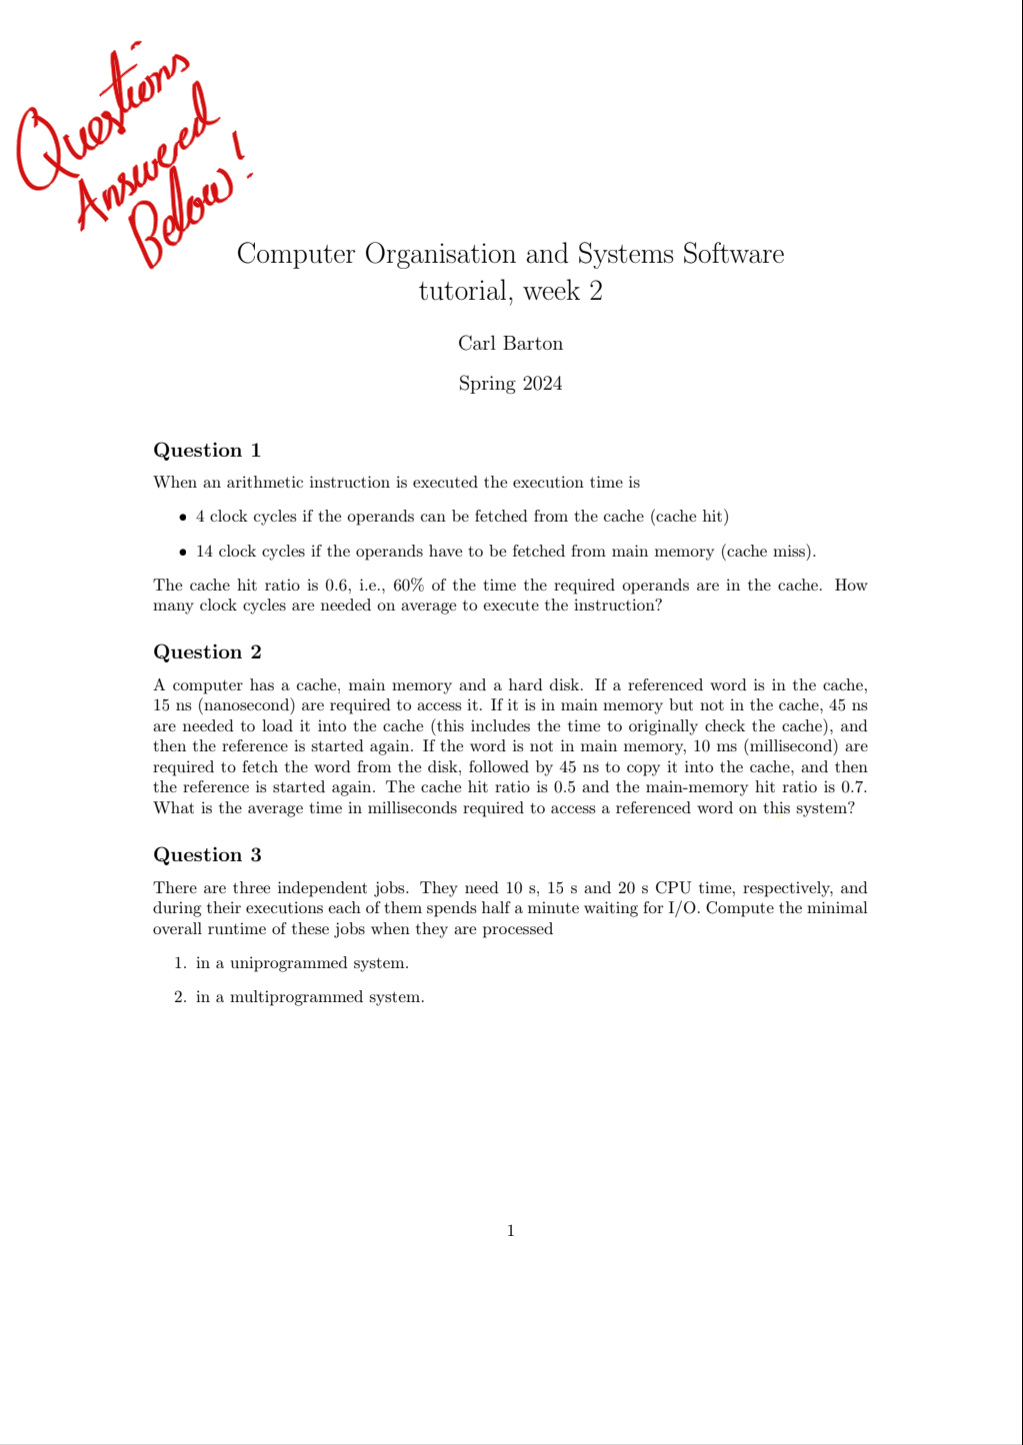 Questions
Answered
Below!
Computer Organisation and Systems Software
tutorial, week 2
Carl Barton
Spring 2024
Question 1
When an arithmetic instruction is executed the execution time is
• 4 clock cycles if the operands can be fetched from the cache (cache hit)
• 14 clock cycles if the operands have to be fetched from main memory (cache miss).
The cache hit ratio is 0.6, i.e., 60% of the time the required operands are in the cache. How
many clock cycles are needed on average to execute the instruction?
Question 2
A computer has a cache, main memory and a hard disk. If a referenced word is in the cache,
15 ns (nanosecond) are required to access it. If it is in main memory but not in the cache, 45 ns
are needed to load it into the cache (this includes the time to originally check the cache), and
then the reference is started again. If the word is not in main memory, 10 ms (millisecond) are
required to fetch the word from the disk, followed by 45 ns to copy it into the cache, and then
the reference is started again. The cache hit ratio is 0.5 and the main-memory hit ratio is 0.7.
What is the average time in milliseconds required to access a referenced word on this system?
Question 3
There are three independent jobs. They need 10 s, 15 s and 20 s CPU time, respectively, and
during their executions each of them spends half a minute waiting for I/O. Compute the minimal
overall runtime of these jobs when they are processed
1. in a uniprogrammed system.
2. in a multiprogrammed system.
1